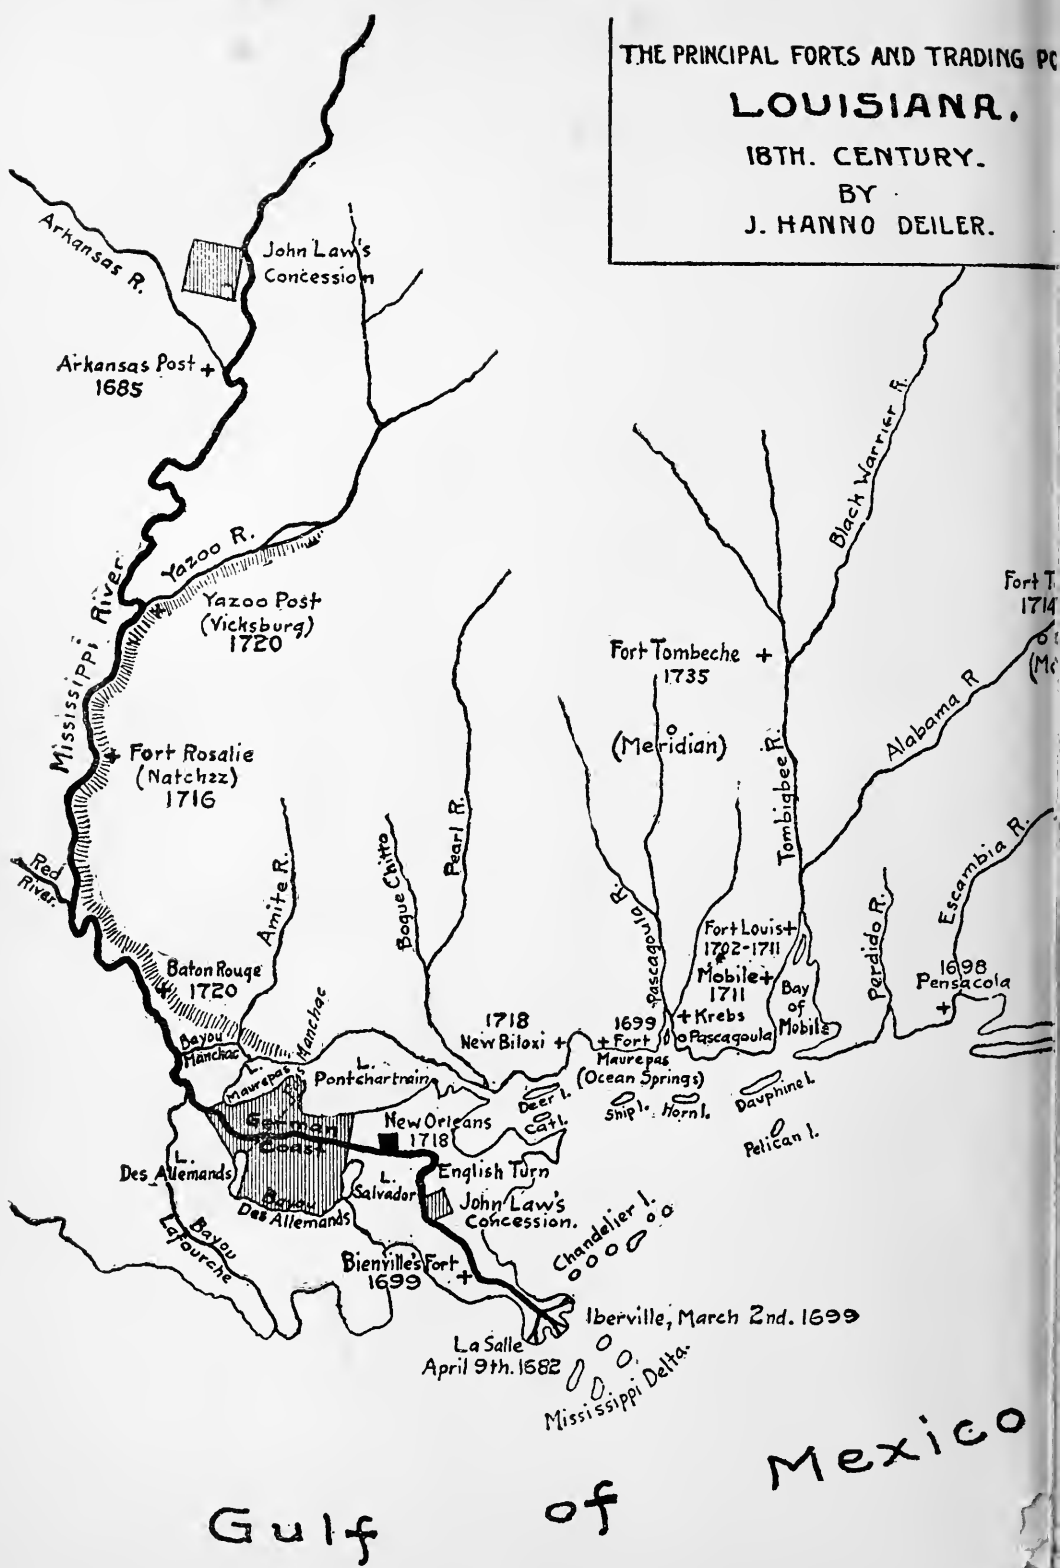 THE PRINCIPAL FORTS AND TRADING
LOUISIANA.
18TH. CENTURY.
BY
J. HANNO DEILER.
Arkansas R.
John Law's
Concession
Arkansas Post
1685
Black Warrier R.
Yazoo R.
Mississippi River
Yazoo Post
(Vicksburg)
1720
Fort
1714
Fort Tombeche
1735
(Meridian)
Alabama R
Fort Rosalie
(Natchez)
1716
Pearl R.
Tombigbee R.
Red
River.
Amite R.
Bogue Chitto
Pascagoula R.
Escambia R.
Perdido R.
Fort Louis
1702-1711
Mobile
1711
Bay
of
Mobile
1698
Pensacola
Baton Rouge
1720
Bayou
Manchac
Manchac
L.
Maurepas
L.
Pontchartrain
1718
New Biloxi
1699
Fort
Maurepas
(Ocean Springs)
Krebs
Pascagoula
Deer I.
Cat I.
Ship I.
Horn I.
Dauphine I.
Pelican I.
German
Coast
New Orleans
1718
English Turn
L.
Des Allemands
L.
Salvador
Bayou
Des Allemands
John Law's
Concession.
Bayou
Lafourche
Bienville's Fort
1699
Chandelier I.
Iberville, March 2nd. 1699
La Salle
April 9th. 1682
Mississippi Delta.
Gulf of Mexico